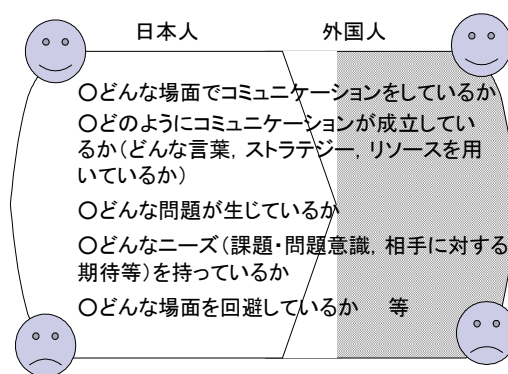 日本人　外国人
○どんな場面でコミュニケーションをしているか
○どのようにコミュニケーションが成立してい
るか（どんな言葉，ストラテジー，リソースを用
いているか）
○どんな問題が生じているか
○どんなニーズ（課題・問題意識，相手に対する
期待等）を持っているか
○どんな場面を回避しているか　等